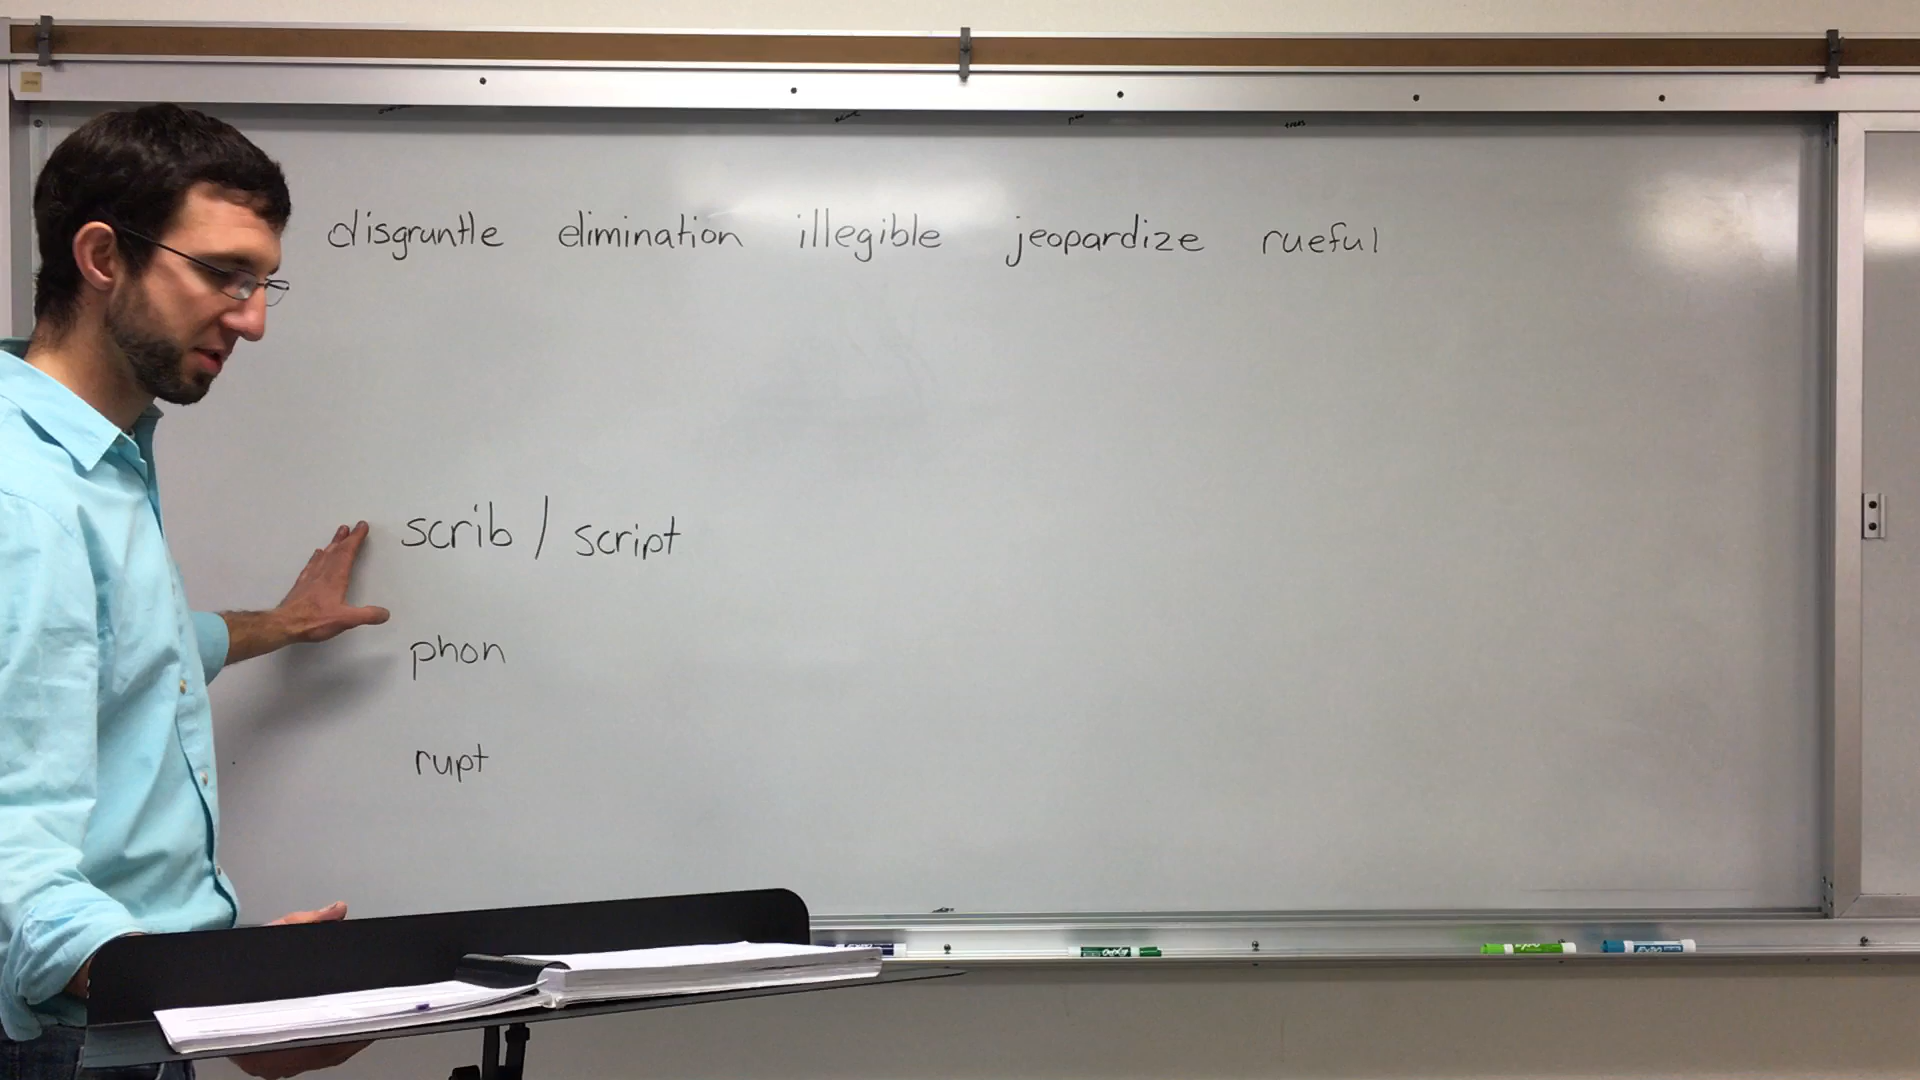 disgruntle elimination illegible jeopardize rueful
scrib / script
phon
rupt